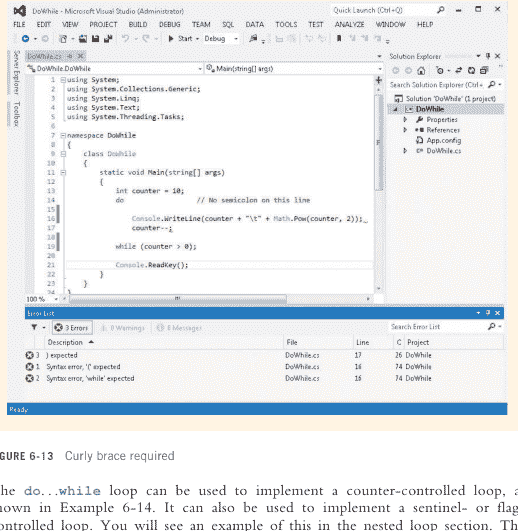 DoWhile - Microsoft Visual Studio (Administrator)
Quick Launch (Ctrl+Q)
FILE EDIT VIEW PROJECT BUILD DEBUG TEAM SQL DATA TOOLS TEST ANALYZE WINDOW HELP
Start Debug
Server Explorer
Toolbox
DoWhile.cs
DoWhile.DoWhile
Main(string[] args)
1 using System;
2 using System.Collections.Generic;
3 using System.Linq;
4 using System.Text;
5 using System.Threading.Tasks;
6
7 namespace DoWhile
8 {
9 class DoWhile
10 {
11 static void Main(string[] args)
12 {
13 int counter = 10;
14 do // No semicolon on this line
15
16 Console.WriteLine(counter + "\t" + Math.Pow(counter, 2));
17 counter--;
18
19 while (counter > 0);
20
21 Console.ReadKey();
22 }
23 }
24 }
100 %
Solution Explorer
Search Solution Explorer (Ctrl+
Solution 'DoWhile' (1 project)
DoWhile
Properties
References
App.config
DoWhile.cs
Error List
3 Errors 0 Warnings 0 Messages
Search Error List
Description File Line C Project
3 ) expected DoWhile.cs 17 26 DoWhile
1 Syntax error, '(' expected DoWhile.cs 16 74 DoWhile
2 Syntax error, 'while' expected DoWhile.cs 16 74 DoWhile
Ready
GURE 6-13 Curly brace required
he do...while loop can be used to implement a counter-controlled loop, a
hown in Example 6-14. It can also be used to implement a sentinel- or flag
ontrolled loop. You will see an example of this in the nested loop section. Th